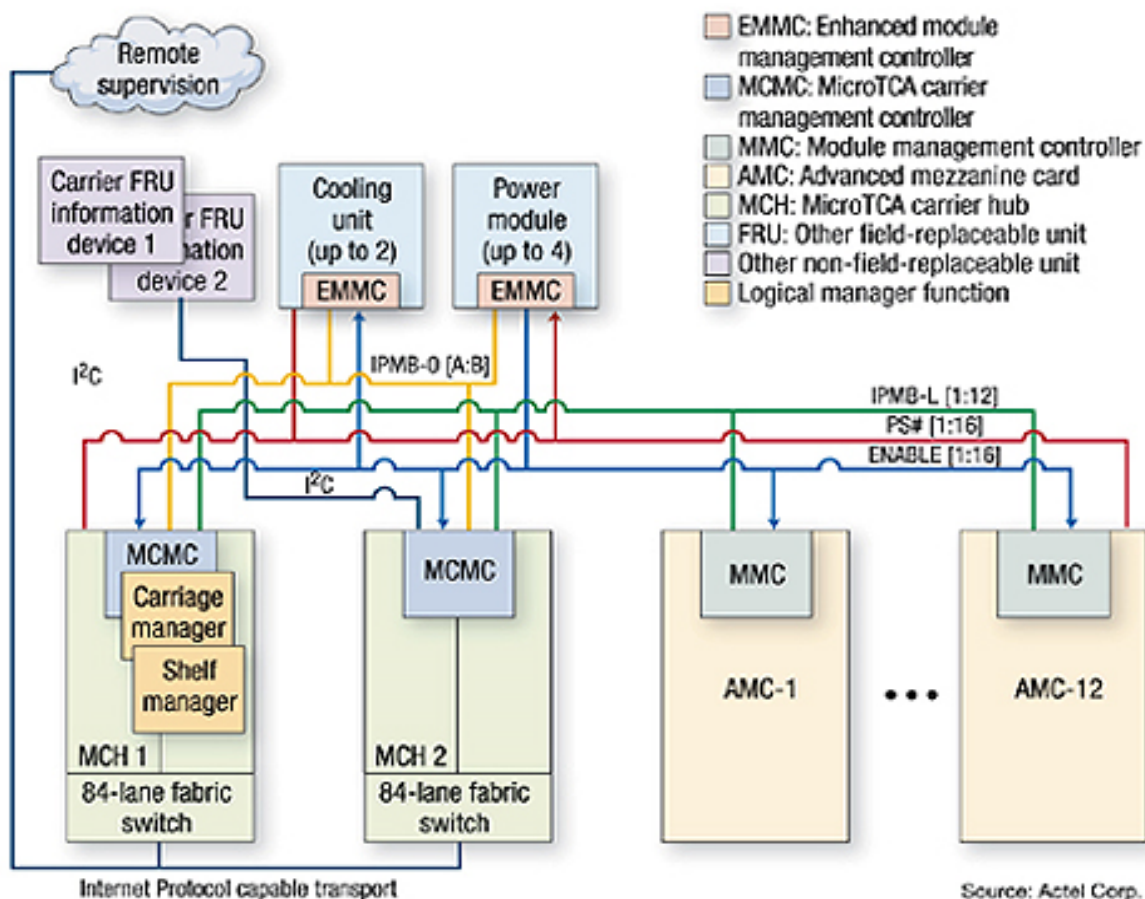 Remote
supervision
EMMC: Enhanced module
management controller
MCMC: MicroTCA carrier
management controller
MMC: Module management controller
AMC: Advanced mezzanine card
MCH: MicroTCA carrier hub
FRU: Other field-replaceable unit
Other non-field-replaceable unit
Logical manager function
Carrier FRU
information
device 1
r FRU
mation
device 2
Cooling
unit
(up to 2)
EMMC
Power
module
(up to 4)
EMMC
I²C
IPMB-0 [A:B]
IPMB-L [1:12]
PS# [1:16]
ENABLE [1:16]
I²C
MCMC
Carriage
manager
Shelf
manager
MCH 1
84-lane fabric
switch
MCMC
MCH 2
84-lane fabric
switch
MMC
AMC-1
•••
MMC
AMC-12
Internet Protocol capable transport
Source: Actel Corp.